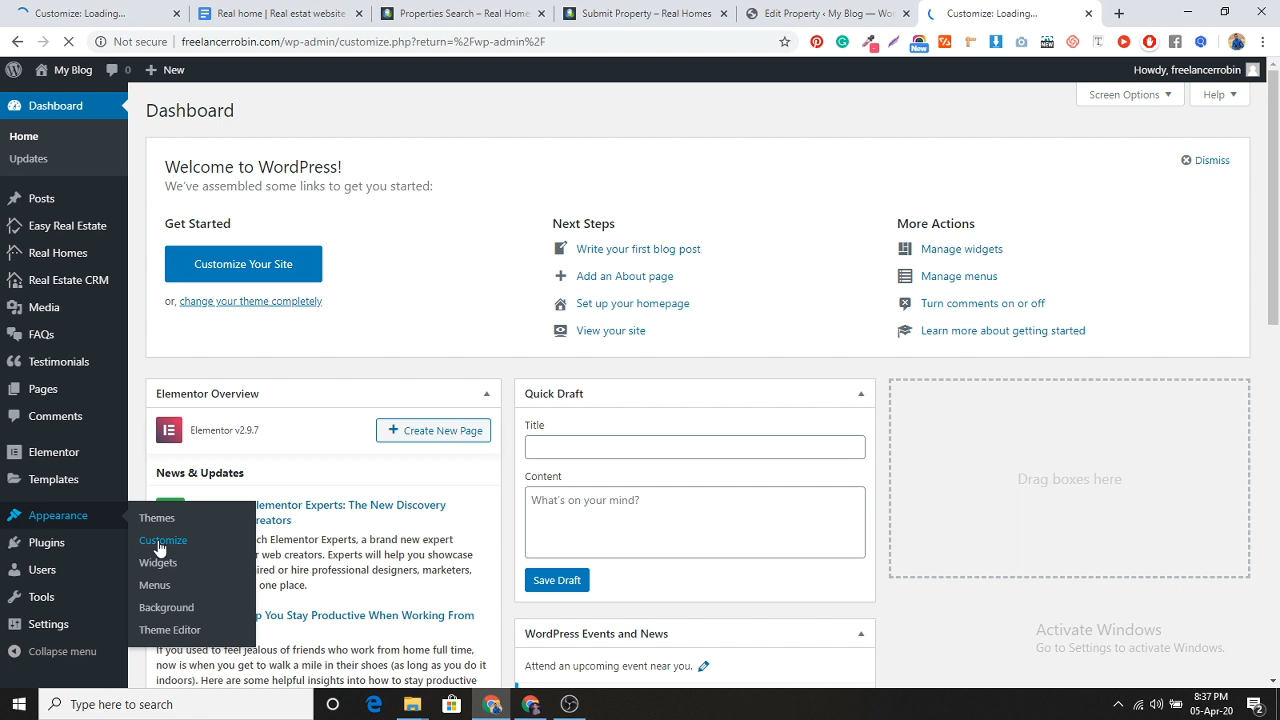 Customize: Loading...
Real home | Real estat website
Properties Search – Real Home
Submit Property – Real Homes
Edit Property ‹ My Blog — Wor
Customize: Loading...
Not secure | freelancerrobin.com/wp-admin/customize.php?return=%2Fwp-admin%2F
New
NEW
My Blog
0
New
Howdy, freelancerrobin
Dashboard
Home
Updates
Posts
Easy Real Estate
Real Homes
Real Estate CRM
Media
FAQs
Testimonials
Pages
Comments
Elementor
Templates
Appearance
Plugins
Users
Tools
Settings
Collapse menu
Themes
Customize
Widgets
Menus
Background
Theme Editor
Dashboard
Screen Options
Help
Welcome to WordPress!
We've assembled some links to get you started:
Dismiss
Get Started
Customize Your Site
or, change your theme completely
Next Steps
Write your first blog post
Add an About page
Set up your homepage
View your site
More Actions
Manage widgets
Manage menus
Turn comments on or off
Learn more about getting started
Elementor Overview
Elementor v2.9.7
Create New Page
News & Updates
lementor Experts: The New Discovery
reators
ch Elementor Experts, a brand new expert
r web creators. Experts will help you showcase
ired or hire professional designers, marketers,
one place.
p You Stay Productive When Working From
If you used to feel jealous of friends who work from home full time,
now is when you get to walk a mile in their shoes (as long as you do it
indoors). Here are some helpful insights into how to stay productive
Quick Draft
Title
Content
What's on your mind?
Save Draft
WordPress Events and News
Attend an upcoming event near you.
Drag boxes here
Activate Windows
Go to Settings to activate Windows.
Type here to search
8:37 PM
05-Apr-20
2